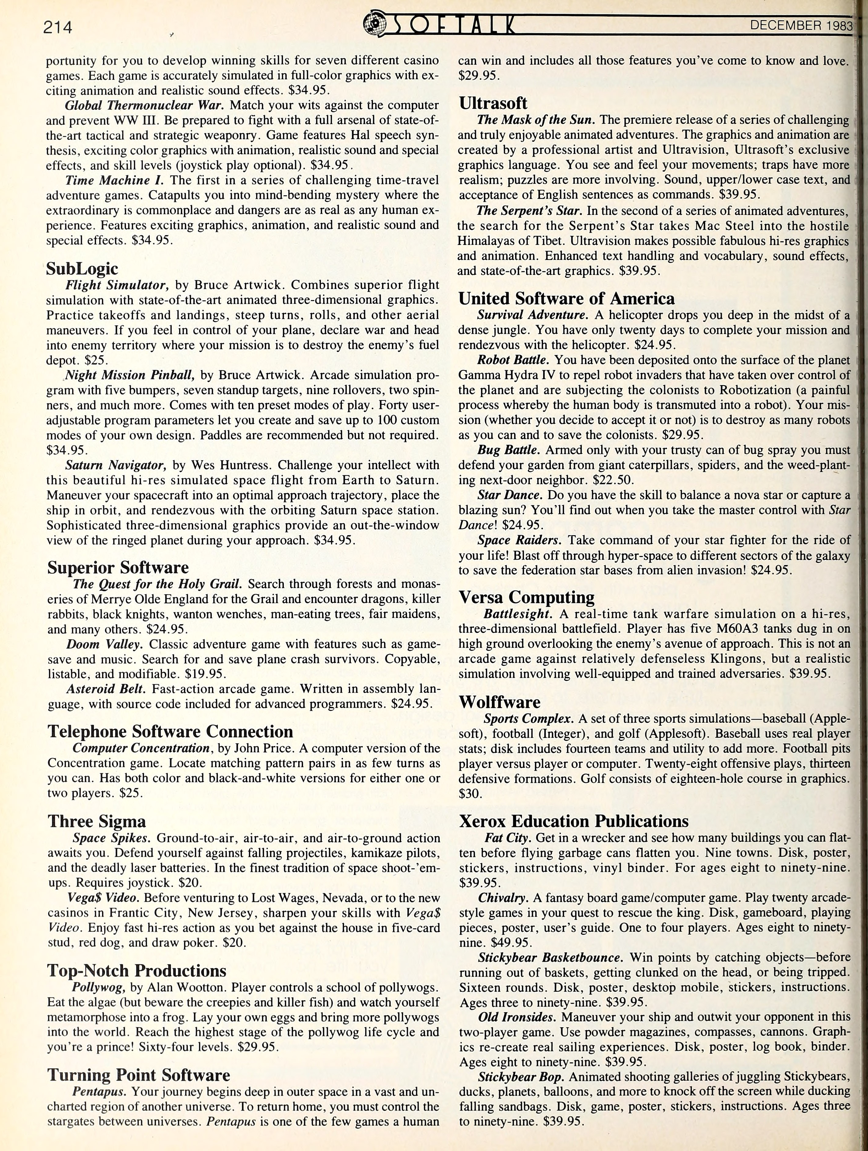 214
SOFTALK
DECEMBER 1983
portunity for you to develop winning skills for seven different casino
games. Each game is accurately simulated in full-color graphics with ex-
citing animation and realistic sound effects. $34.95.
Global Thermonuclear War. Match your wits against the computer
and prevent WW III. Be prepared to fight with a full arsenal of state-of-
the-art tactical and strategic weaponry. Game features Hal speech syn-
thesis, exciting color graphics with animation, realistic sound and special
effects, and skill levels (joystick play optional). $34.95.
Time Machine I. The first in a series of challenging time-travel
adventure games. Catapults you into mind-bending mystery where the
extraordinary is commonplace and dangers are as real as any human ex-
perience. Features exciting graphics, animation, and realistic sound and
special effects. $34.95.
SubLogic
Flight Simulator, by Bruce Artwick. Combines superior flight
simulation with state-of-the-art animated three-dimensional graphics.
Practice takeoffs and landings, steep turns, rolls, and other aerial
maneuvers. If you feel in control of your plane, declare war and head
into enemy territory where your mission is to destroy the enemy's fuel
depot. $25.
Night Mission Pinball, by Bruce Artwick. Arcade simulation pro-
gram with five bumpers, seven standup targets, nine rollovers, two spin-
ners, and much more. Comes with ten preset modes of play. Forty user-
adjustable program parameters let you create and save up to 100 custom
modes of your own design. Paddles are recommended but not required.
$34.95.
Saturn Navigator, by Wes Huntress. Challenge your intellect with
this beautiful hi-res simulated space flight from Earth to Saturn.
Maneuver your spacecraft into an optimal approach trajectory, place the
ship in orbit, and rendezvous with the orbiting Saturn space station.
Sophisticated three-dimensional graphics provide an out-the-window
view of the ringed planet during your approach. $34.95.
Superior Software
The Quest for the Holy Grail. Search through forests and monas-
eries of Merrye Olde England for the Grail and encounter dragons, killer
rabbits, black knights, wanton wenches, man-eating trees, fair maidens,
and many others. $24.95.
Doom Valley. Classic adventure game with features such as game-
save and music. Search for and save plane crash survivors. Copyable,
listable, and modifiable. $19.95.
Asteroid Belt. Fast-action arcade game. Written in assembly lan-
guage, with source code included for advanced programmers. $24.95.
Telephone Software Connection
Computer Concentration, by John Price. A computer version of the
Concentration game. Locate matching pattern pairs in as few turns as
you can. Has both color and black-and-white versions for either one or
two players. $25.
Three Sigma
Space Spikes. Ground-to-air, air-to-air, and air-to-ground action
awaits you. Defend yourself against falling projectiles, kamikaze pilots,
and the deadly laser batteries. In the finest tradition of space shoot-'em-
ups. Requires joystick. $20.
Vega$ Video. Before venturing to Lost Wages, Nevada, or to the new
casinos in Frantic City, New Jersey, sharpen your skills with Vega$
Video. Enjoy fast hi-res action as you bet against the house in five-card
stud, red dog, and draw poker. $20.
Top-Notch Productions
Pollywog, by Alan Wootton. Player controls a school of pollywogs.
Eat the algae (but beware the creepies and killer fish) and watch yourself
metamorphose into a frog. Lay your own eggs and bring more pollywogs
into the world. Reach the highest stage of the pollywog life cycle and
you're a prince! Sixty-four levels. $29.95.
Turning Point Software
Pentapus. Your journey begins deep in outer space in a vast and un-
charted region of another universe. To return home, you must control the
stargates between universes. Pentapus is one of the few games a human
can win and includes all those features you've come to know and love.
$29.95.
Ultrasoft
The Mask of the Sun. The premiere release of a series of challenging
and truly enjoyable animated adventures. The graphics and animation are
created by a professional artist and Ultravision, Ultrasoft's exclusive
graphics language. You see and feel your movements; traps have more
realism; puzzles are more involving. Sound, upper/lower case text, and
acceptance of English sentences as commands. $39.95.
The Serpent's Star. In the second of a series of animated adventures,
the search for the Serpent's Star takes Mac Steel into the hostile
Himalayas of Tibet. Ultravision makes possible fabulous hi-res graphics
and animation. Enhanced text handling and vocabulary, sound effects,
and state-of-the-art graphics. $39.95.
United Software of America
Survival Adventure. A helicopter drops you deep in the midst of a
dense jungle. You have only twenty days to complete your mission and
rendezvous with the helicopter. $24.95.
Robot Battle. You have been deposited onto the surface of the planet
Gamma Hydra IV to repel robot invaders that have taken over control of
the planet and are subjecting the colonists to Robotization (a painful
process whereby the human body is transmuted into a robot). Your mis-
sion (whether you decide to accept it or not) is to destroy as many robots
as you can and to save the colonists. $29.95.
Bug Battle. Armed only with your trusty can of bug spray you must
defend your garden from giant caterpillars, spiders, and the weed-plant-
ing next-door neighbor. $22.50.
Star Dance. Do you have the skill to balance a nova star or capture a
blazing sun? You'll find out when you take the master control with Star
Dance! $24.95.
Space Raiders. Take command of your star fighter for the ride of
your life! Blast off through hyper-space to different sectors of the galaxy
to save the federation star bases from alien invasion! $24.95.
Versa Computing
Battlesight. A real-time tank warfare simulation on a hi-res,
three-dimensional battlefield. Player has five M60A3 tanks dug in on
high ground overlooking the enemy's avenue of approach. This is not an
arcade game against relatively defenseless Klingons, but a realistic
simulation involving well-equipped and trained adversaries. $39.95.
Wolffware
Sports Complex. A set of three sports simulations—baseball (Apple-
soft), football (Integer), and golf (Applesoft). Baseball uses real player
stats; disk includes fourteen teams and utility to add more. Football pits
player versus player or computer. Twenty-eight offensive plays, thirteen
defensive formations. Golf consists of eighteen-hole course in graphics.
$30.
Xerox Education Publications
Fat City. Get in a wrecker and see how many buildings you can flat-
ten before flying garbage cans flatten you. Nine towns. Disk, poster,
stickers, instructions, vinyl binder. For ages eight to ninety-nine.
$39.95.
Chivalry. A fantasy board game/computer game. Play twenty arcade-
style games in your quest to rescue the king. Disk, gameboard, playing
pieces, poster, user's guide. One to four players. Ages eight to ninety-
nine. $49.95.
Stickybear Basketbounce. Win points by catching objects—before
running out of baskets, getting clunked on the head, or being tripped.
Sixteen rounds. Disk, poster, desktop mobile, stickers, instructions.
Ages three to ninety-nine. $39.95.
Old Ironsides. Maneuver your ship and outwit your opponent in this
two-player game. Use powder magazines, compasses, cannons. Graph-
ics re-create real sailing experiences. Disk, poster, log book, binder.
Ages eight to ninety-nine. $39.95.
Stickybear Bop. Animated shooting galleries of juggling Stickybears,
ducks, planets, balloons, and more to knock off the screen while ducking
falling sandbags. Disk, game, poster, stickers, instructions. Ages three
to ninety-nine. $39.95.